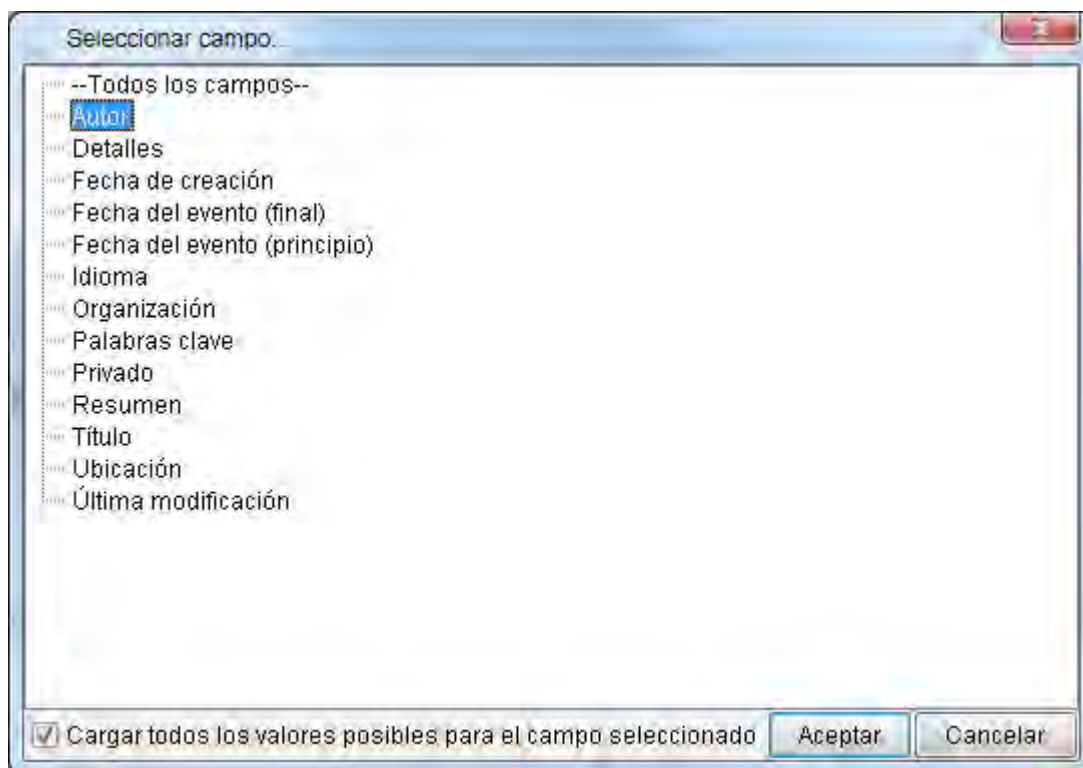 Seleccionar campo...
--Todos los campos--
Autor
Detalles
Fecha de creación
Fecha del evento (final)
Fecha del evento (principio)
Idioma
Organización
Palabras clave
Privado
Resumen
Título
Ubicación
Última modificación
Cargar todos los valores posibles para el campo seleccionado Aceptar Cancelar